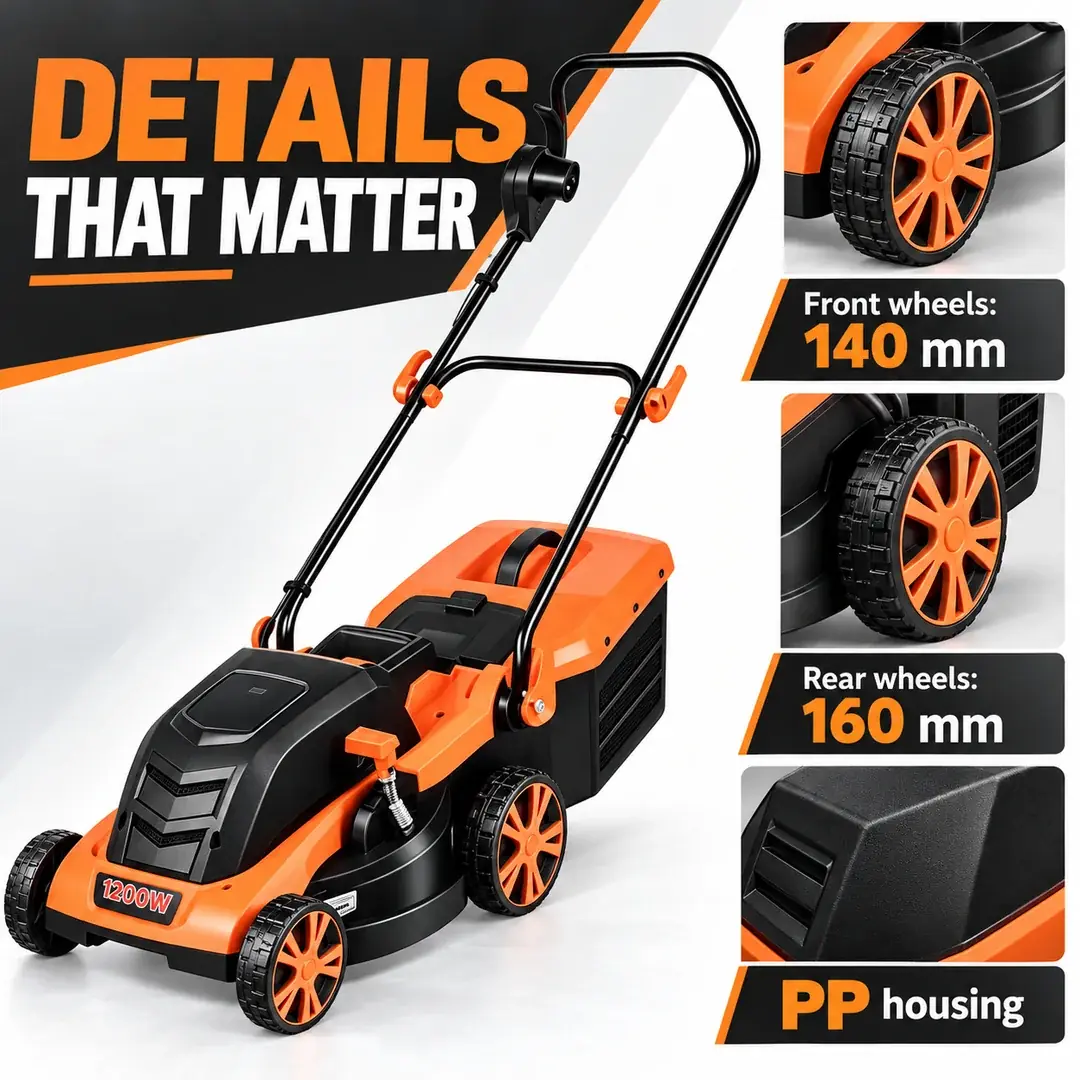 DETAILS
THAT MATTER
Front wheels:
140 mm
Rear wheels:
160 mm
1200W
PP housing